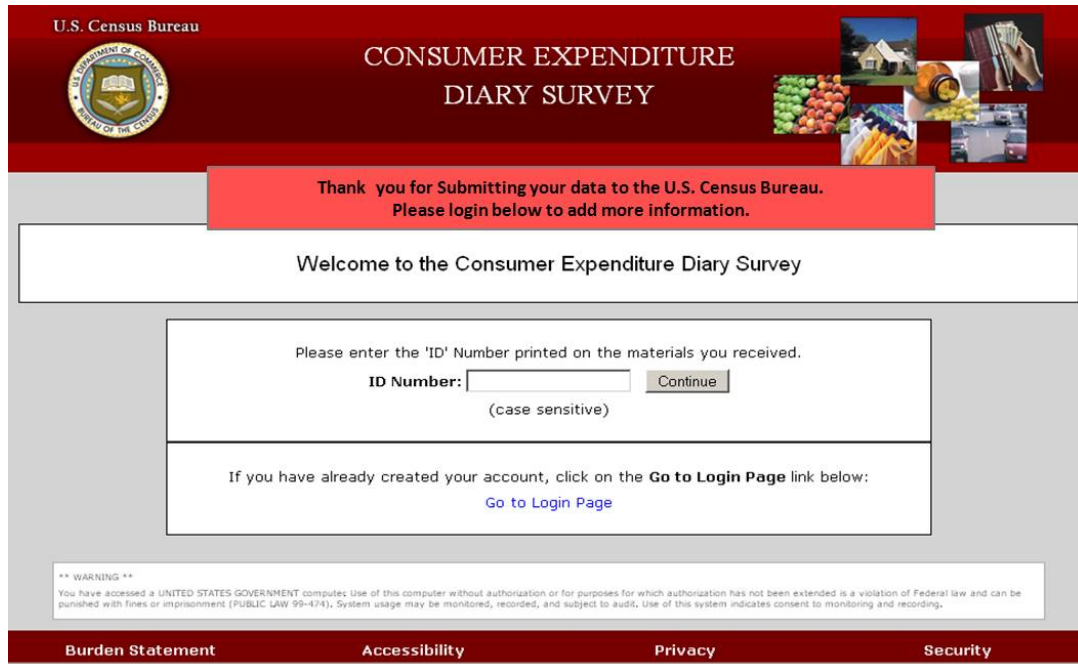 U.S. Census Bureau
CONSUMER EXPENDITURE
DIARY SURVEY
Thank you for Submitting your data to the U.S. Census Bureau.
Please login below to add more information.
Welcome to the Consumer Expenditure Diary Survey
Please enter the 'ID' Number printed on the materials you received.
ID Number:
Continue
(case sensitive)
If you have already created your account, click on the Go to Login Page link below:
Go to Login Page
** WARNING **
You have accessed a UNITED STATES GOVERNMENT computer. Use of this computer without authorization or for purposes for which authorization has not been extended is a violation of Federal law and can be
punished with fines or imprisonment (PUBLIC LAW 99-474). System usage may be monitored, recorded, and subject to audit. Use of this system indicates consent to monitoring and recording.
Burden Statement
Accessibility
Privacy
Security